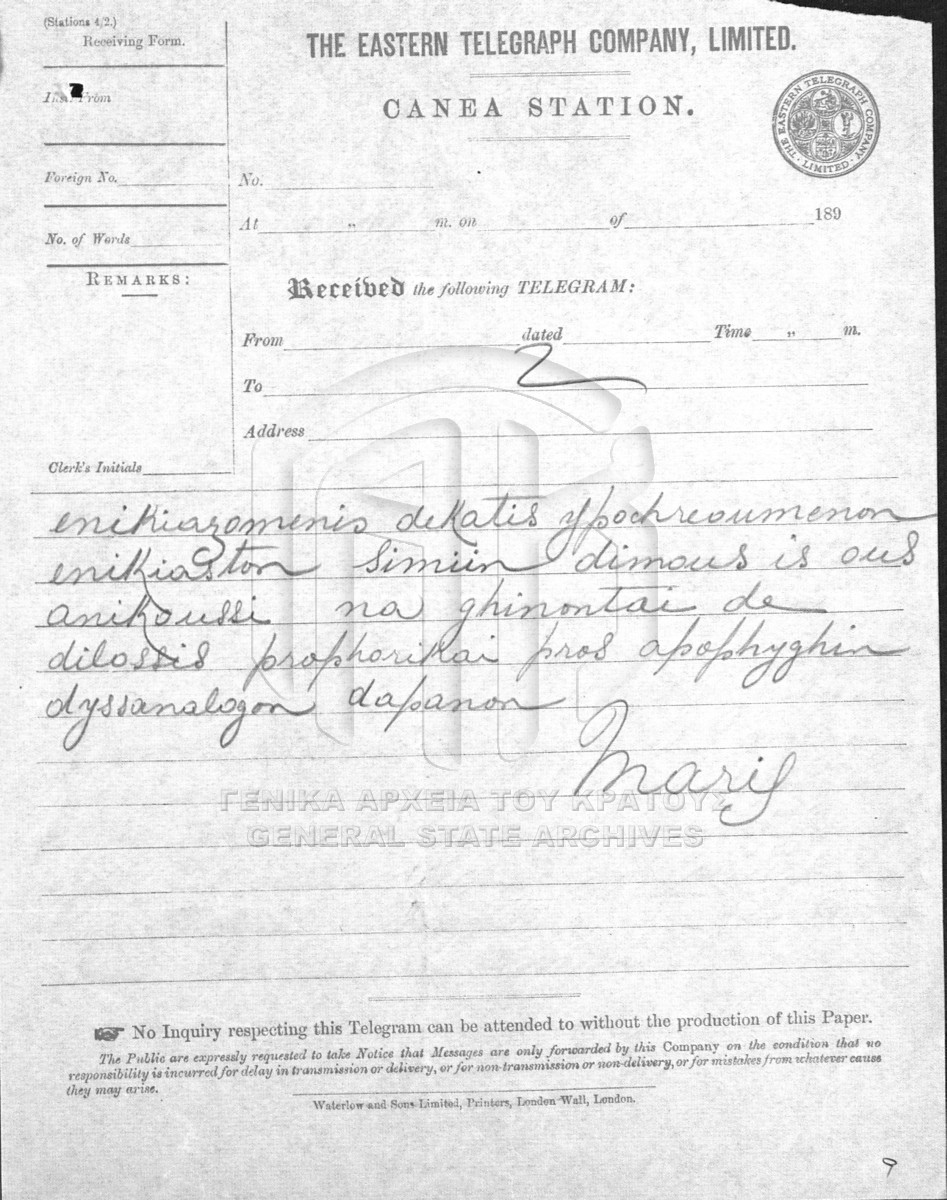 (Stations 4/2.)
Receiving Form.
THE EASTERN TELEGRAPH COMPANY, LIMITED.
CANEA STATION.
THE EASTERN TELEGRAPH COMPANY LIMITED
Inst. From
Foreign No.
No. of Words
REMARKS:
Clerk's Initials
No.
At „ m. on of 189
Received the following TELEGRAM:
From dated Time „ m.
2
To
Address
enikiazomenis dekatis ypochreoumenon
enikiaston simiin dimous is ous
anikoussi na ghinontai de
dilossis prophorikai pros apophyghin
dyssanalogon dapanon
Maris
ΓΕΝΙΚΑ ΑΡΧΕΙΑ ΤΟΥ ΚΡΑΤΟΥΣ
GENERAL STATE ARCHIVES
No Inquiry respecting this Telegram can be attended to without the production of this Paper.
The Public are expressly requested to take Notice that Messages are only forwarded by this Company on the condition that no
responsibility is incurred for delay in transmission or delivery, or for non-transmission or non-delivery, or for mistakes from whatever cause
they may arise.
Waterlow and Sons Limited, Printers, London Wall, London.
9